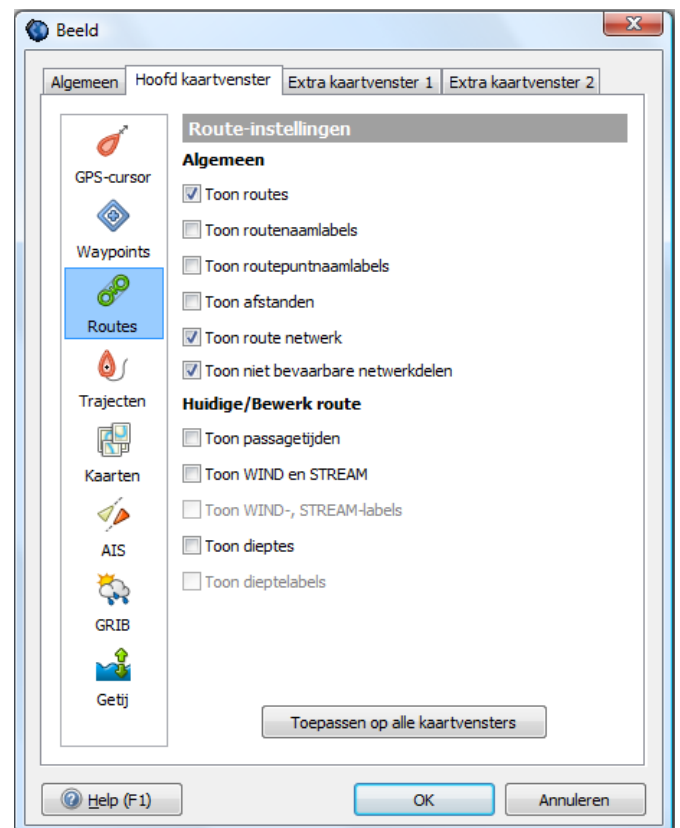 Beeld
Algemeen Hoofd kaartvenster Extra kaartvenster 1 Extra kaartvenster 2
GPS-cursor
Waypoints
Routes
Trajecten
Kaarten
AIS
GRIB
Getij
Route-instellingen
Algemeen
Toon routes
Toon routenaamlabels
Toon routepuntnaamlabels
Toon afstanden
Toon route netwerk
Toon niet bevaarbare netwerkdelen
Huidige/Bewerk route
Toon passagetijden
Toon WIND en STREAM
Toon WIND-, STREAM-labels
Toon dieptes
Toon dieptelabels
Toepassen op alle kaartvensters
Help (F1) OK Annuleren